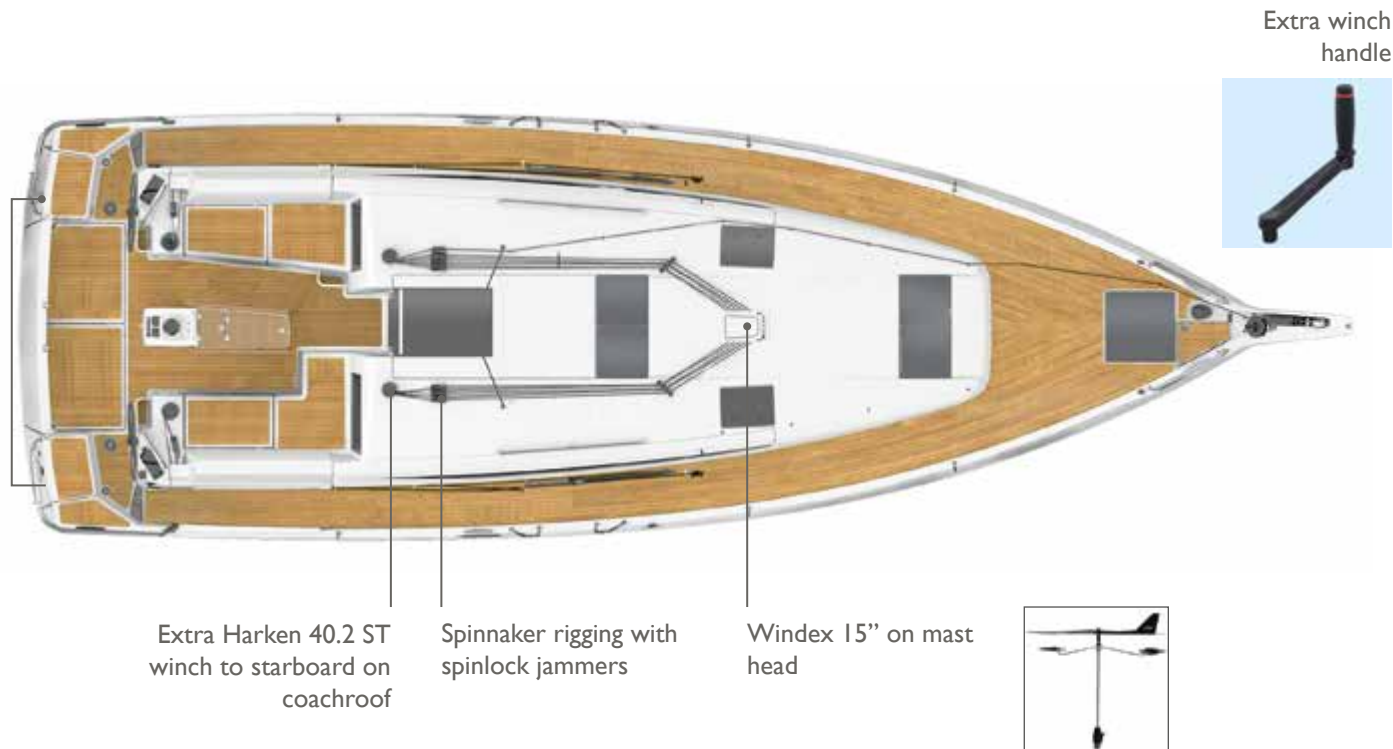 Extra winch
handle
Extra Harken 40.2 ST
winch to starboard on
coachroof
Spinnaker rigging with
spinlock jammers
Windex 15” on mast
head